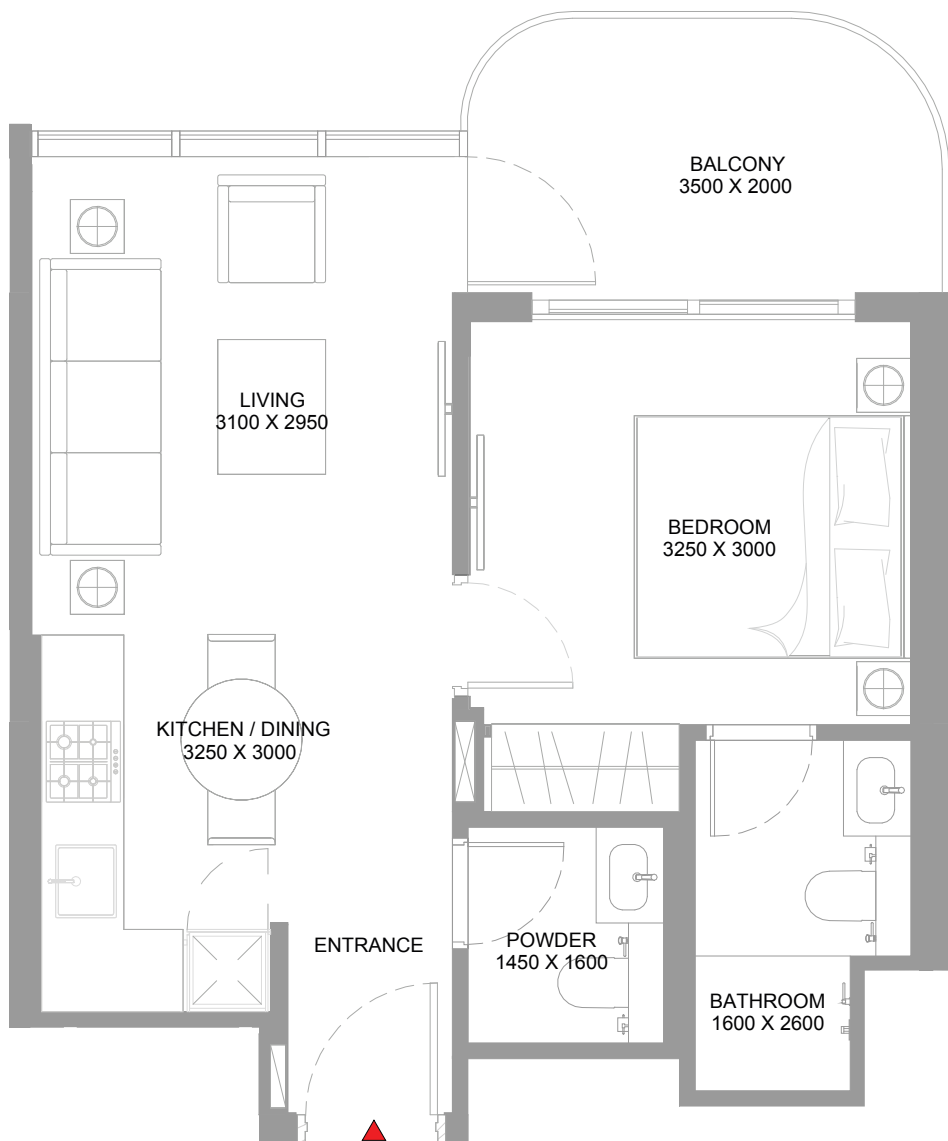 BALCONY
3500 X 2000
LIVING
3100 X 2950
BEDROOM
3250 X 3000
KITCHEN / DINING
3250 X 3000
ENTRANCE
POWDER
1450 X 1600
BATHROOM
1600 X 2600